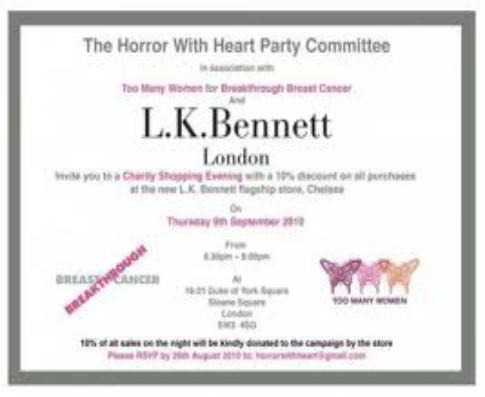 The Horror With Heart Party Committee
in association with
Too Many Women for Breakthrough Breast Cancer
And
L.K.Bennett
London
Invite you to a Charity Shopping Evening with a 10% discount on all purchases
at the new L.K. Bennett flagship store, Chelsea
On
Thursday 9th September 2010
From
6.30pm – 9.00pm
At
BREAST CANCER
BREAKTHROUGH
Duke of York Square
Sloane Square
London
SW3 4SG
TOO MANY WOMEN
10% of all sales on the night will be kindly donated to the campaign by the store
Please RSVP by 26th August 2010 to: horrorwithheart@gmail.com